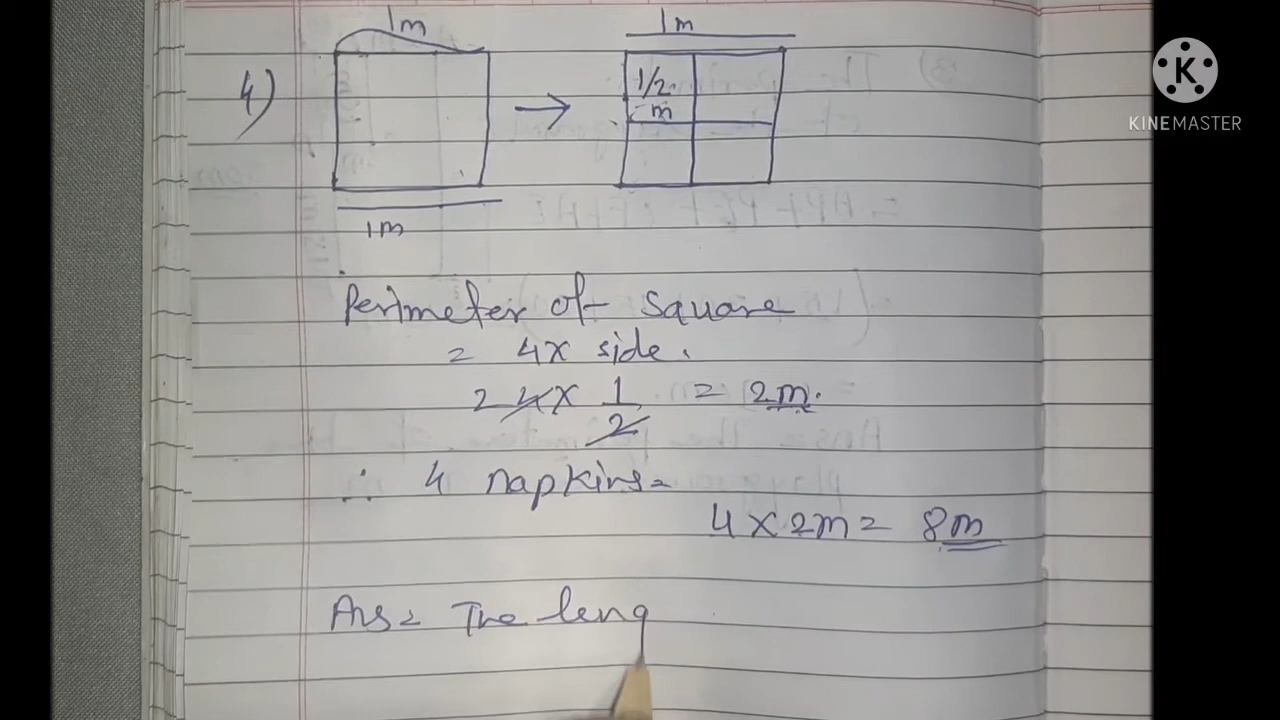 1m 1m
4)
1/2
m
1m
Perimeter of square
= 4x side.
= 4 x 1/2 = 2m.
∴ 4 napkins =
4 x 2m = 8m
Ans = The leng
K
KINEMASTER